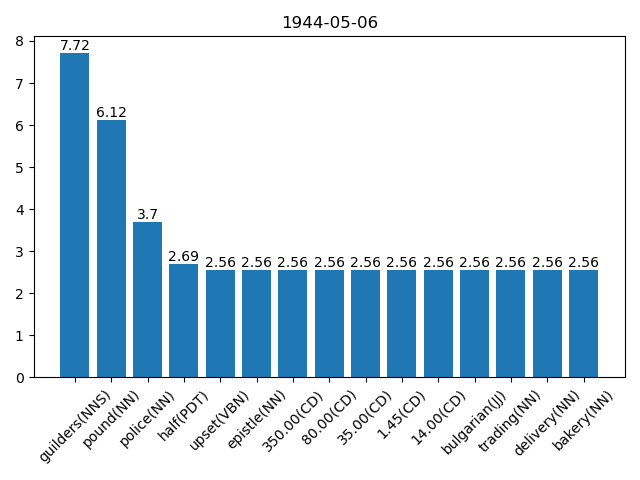 1944-05-06
8
7
6
5
4
3
2
1
0
7.72
6.12
3.7
2.69
2.56
2.56
2.56
2.56
2.56
2.56
2.56
2.56
2.56
2.56
2.56
guilders(NNS)
pound(NN)
police(NN)
half(PDT)
upset(VBN)
epistle(NN)
350.00(CD)
80.00(CD)
35.00(CD)
1.45(CD)
14.00(CD)
bulgarian(JJ)
trading(NN)
delivery(NN)
bakery(NN)